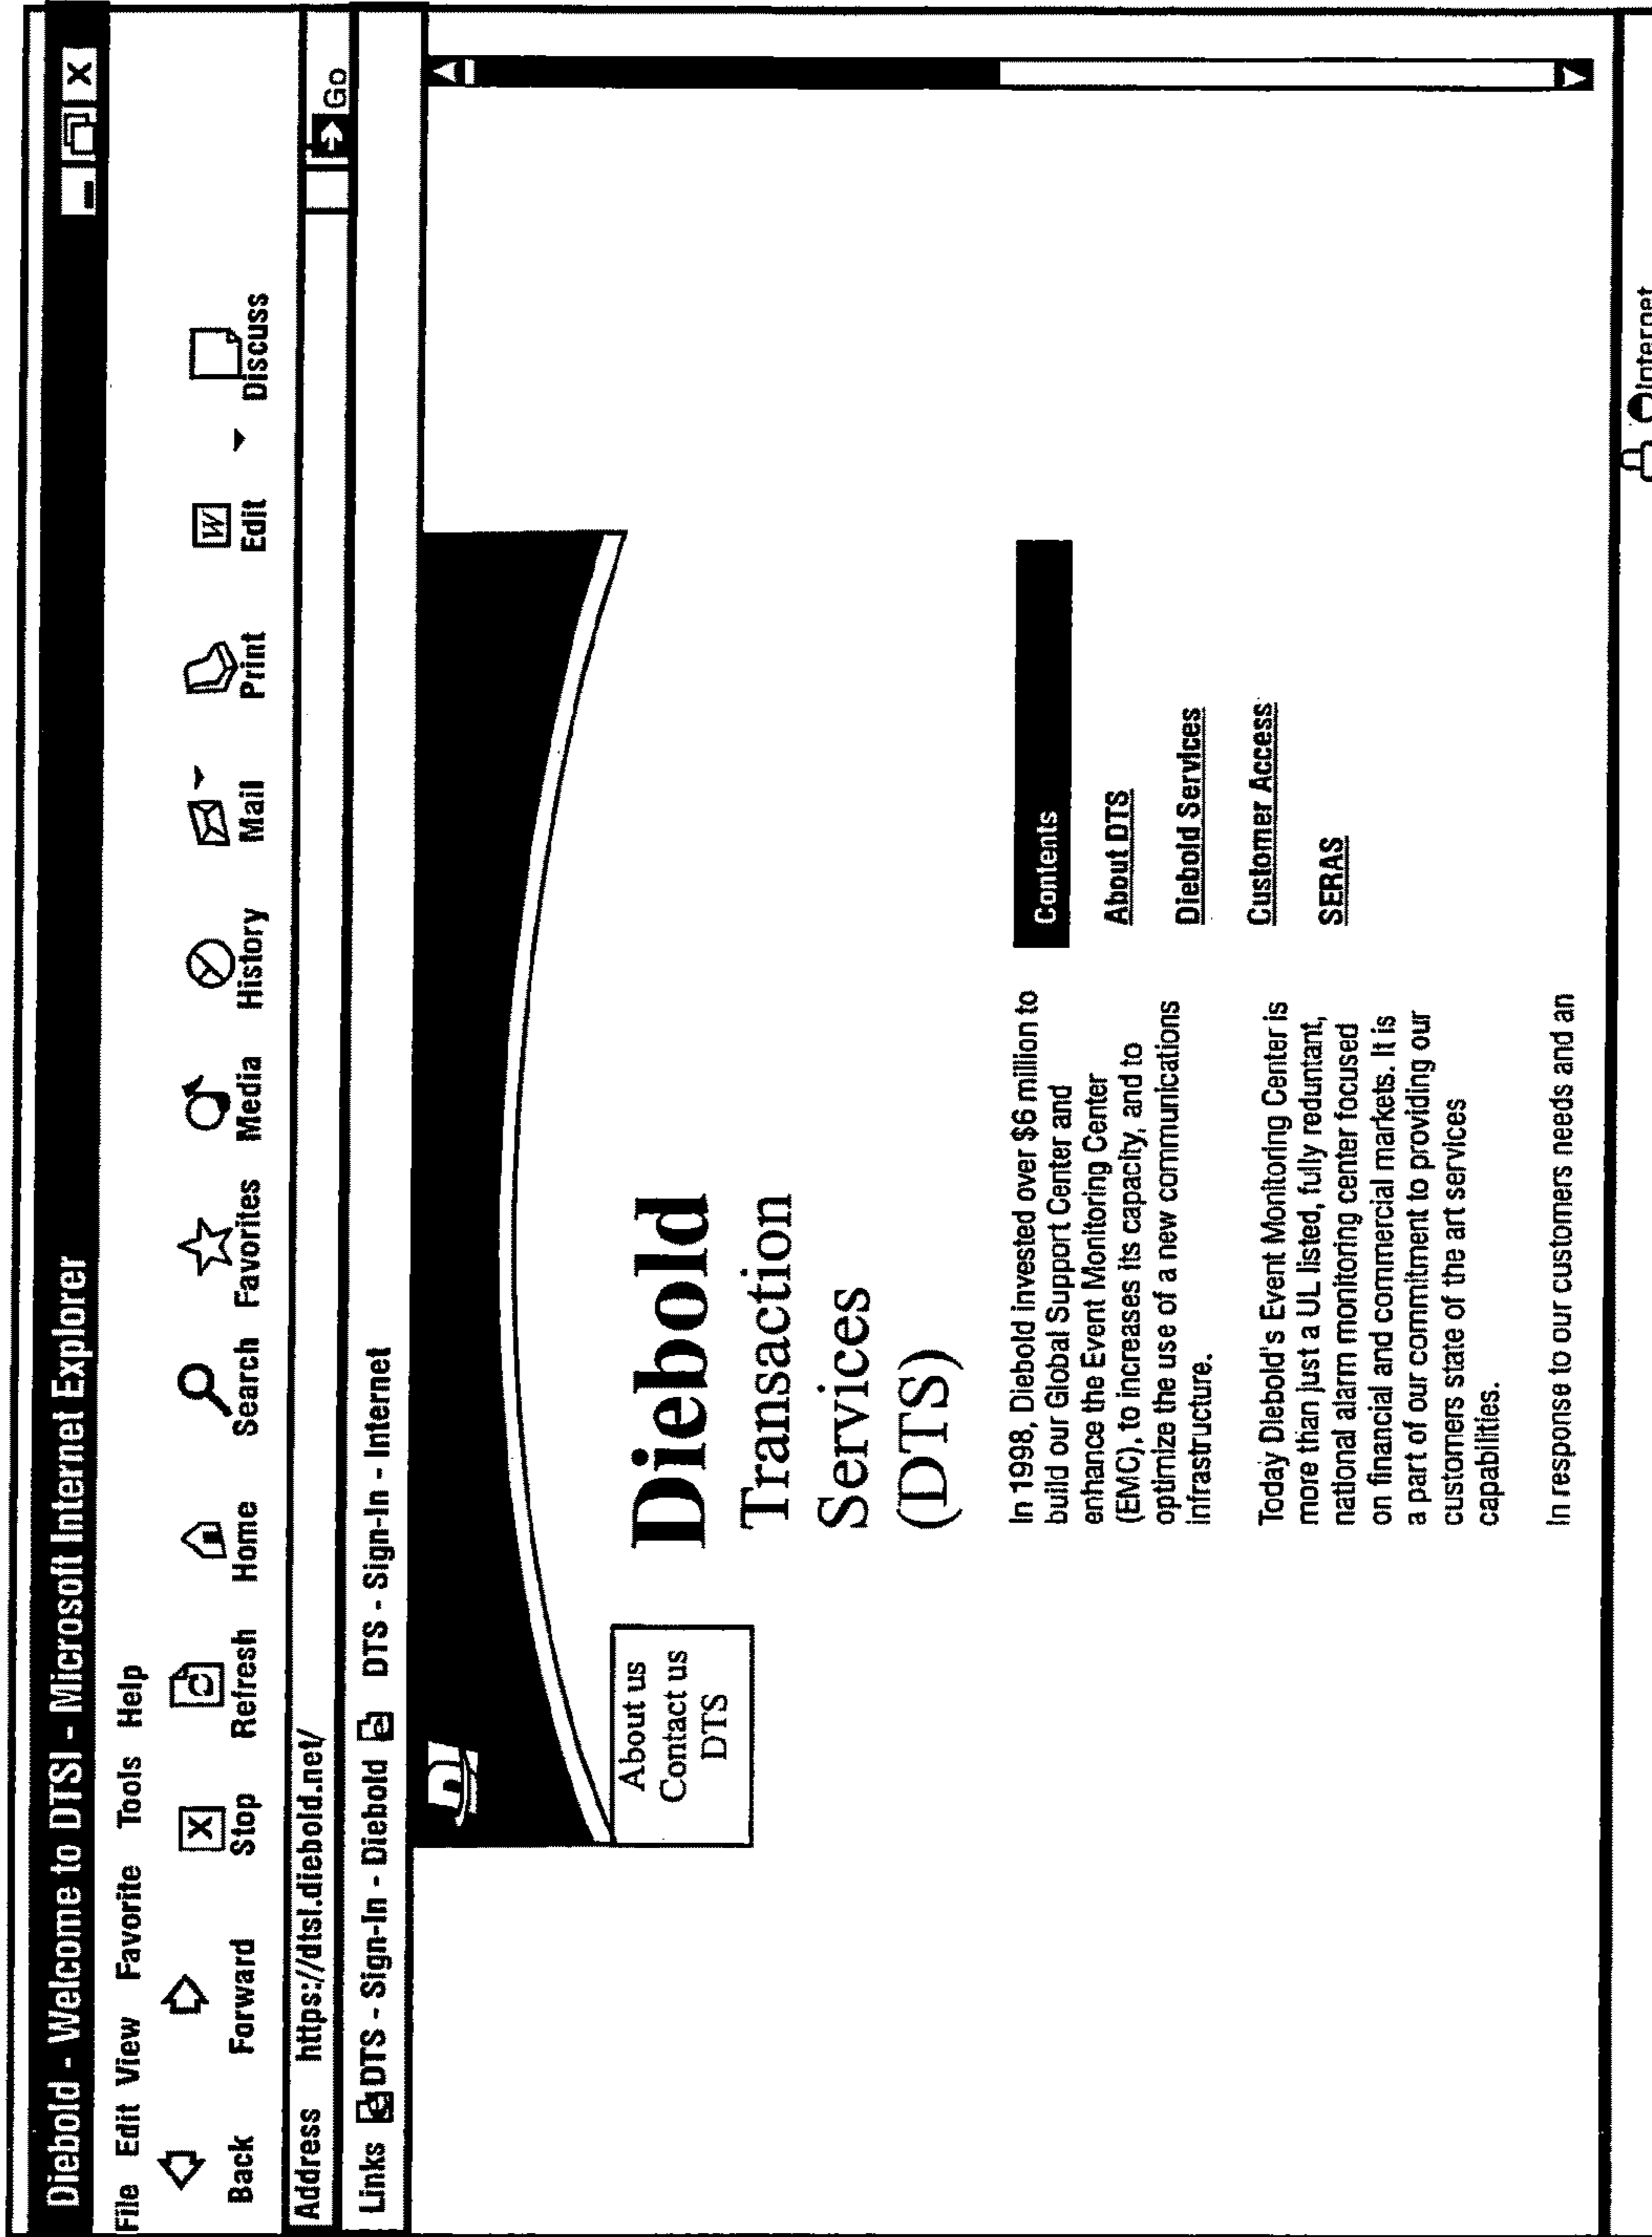 Diebold - Welcome to DTSI - Microsoft Internet Explorer
File Edit View Favorite Tools Help
Back Forward Stop Refresh Home Search Favorites Media History Mail Print Edit Discuss
Address https://dtsl.diebold.net/ Go
Links DTS - Sign-In - Diebold DTS - Sign-In - Internet
About us
Contact us
DTS
Diebold
Transaction
Services
(DTS)
In 1998, Diebold invested over $6 million to
build our Global Support Center and
enhance the Event Monitoring Center
(EMC), to increases its capacity, and to
optimize the use of a new communications
infrastructure.
Today Diebold's Event Monitoring Center is
more than just a UL listed, fully reduntant,
national alarm monitoring center focused
on financial and commercial markets. It is
a part of our commitment to providing our
customers state of the art services
capabilities.
In response to our customers needs and an
Contents
About DTS
Diebold Services
Customer Access
SERAS
Internet